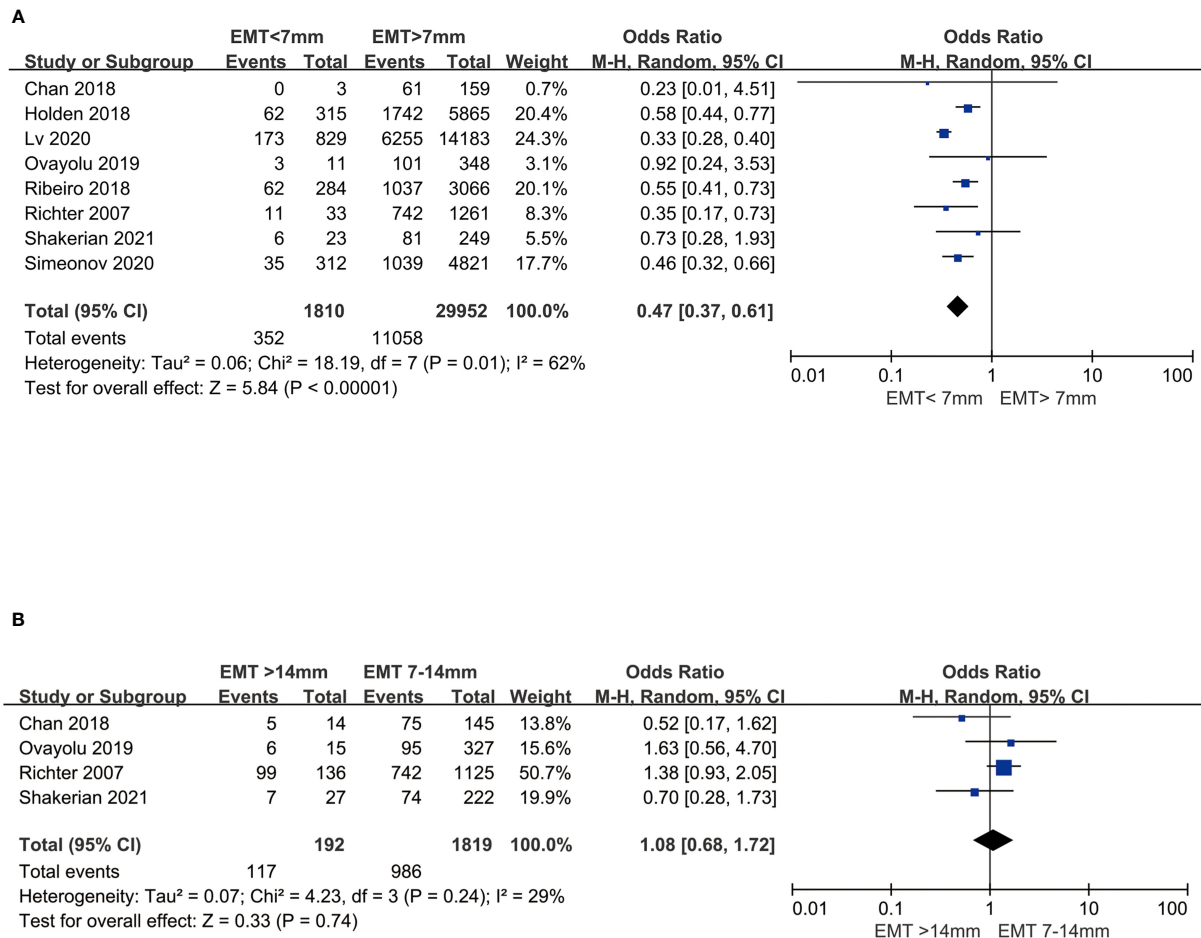 A
EMT<7mm EMT>7mm Odds Ratio Odds Ratio
Study or Subgroup Events Total Events Total Weight M-H, Random, 95% CI M-H, Random, 95% CI
Chan 2018 0 3 61 159 0.7% 0.23 [0.01, 4.51]
Holden 2018 62 315 1742 5865 20.4% 0.58 [0.44, 0.77]
Lv 2020 173 829 6255 14183 24.3% 0.33 [0.28, 0.40]
Ovayolu 2019 3 11 101 348 3.1% 0.92 [0.24, 3.53]
Ribeiro 2018 62 284 1037 3066 20.1% 0.55 [0.41, 0.73]
Richter 2007 11 33 742 1261 8.3% 0.35 [0.17, 0.73]
Shakerian 2021 6 23 81 249 5.5% 0.73 [0.28, 1.93]
Simeonov 2020 35 312 1039 4821 17.7% 0.46 [0.32, 0.66]
Total (95% CI) 1810 29952 100.0% 0.47 [0.37, 0.61]
Total events 352 11058
Heterogeneity: Tau² = 0.06; Chi² = 18.19, df = 7 (P = 0.01); I² = 62%
Test for overall effect: Z = 5.84 (P < 0.00001)
0.01 0.1 1 10 100
EMT< 7mm EMT> 7mm
B
EMT >14mm EMT 7-14mm Odds Ratio Odds Ratio
Study or Subgroup Events Total Events Total Weight M-H, Random, 95% CI M-H, Random, 95% CI
Chan 2018 5 14 75 145 13.8% 0.52 [0.17, 1.62]
Ovayolu 2019 6 15 95 327 15.6% 1.63 [0.56, 4.70]
Richter 2007 99 136 742 1125 50.7% 1.38 [0.93, 2.05]
Shakerian 2021 7 27 74 222 19.9% 0.70 [0.28, 1.73]
Total (95% CI) 192 1819 100.0% 1.08 [0.68, 1.72]
Total events 117 986
Heterogeneity: Tau² = 0.07; Chi² = 4.23, df = 3 (P = 0.24); I² = 29%
Test for overall effect: Z = 0.33 (P = 0.74)
0.01 0.1 1 10 100
EMT >14mm EMT 7-14mm